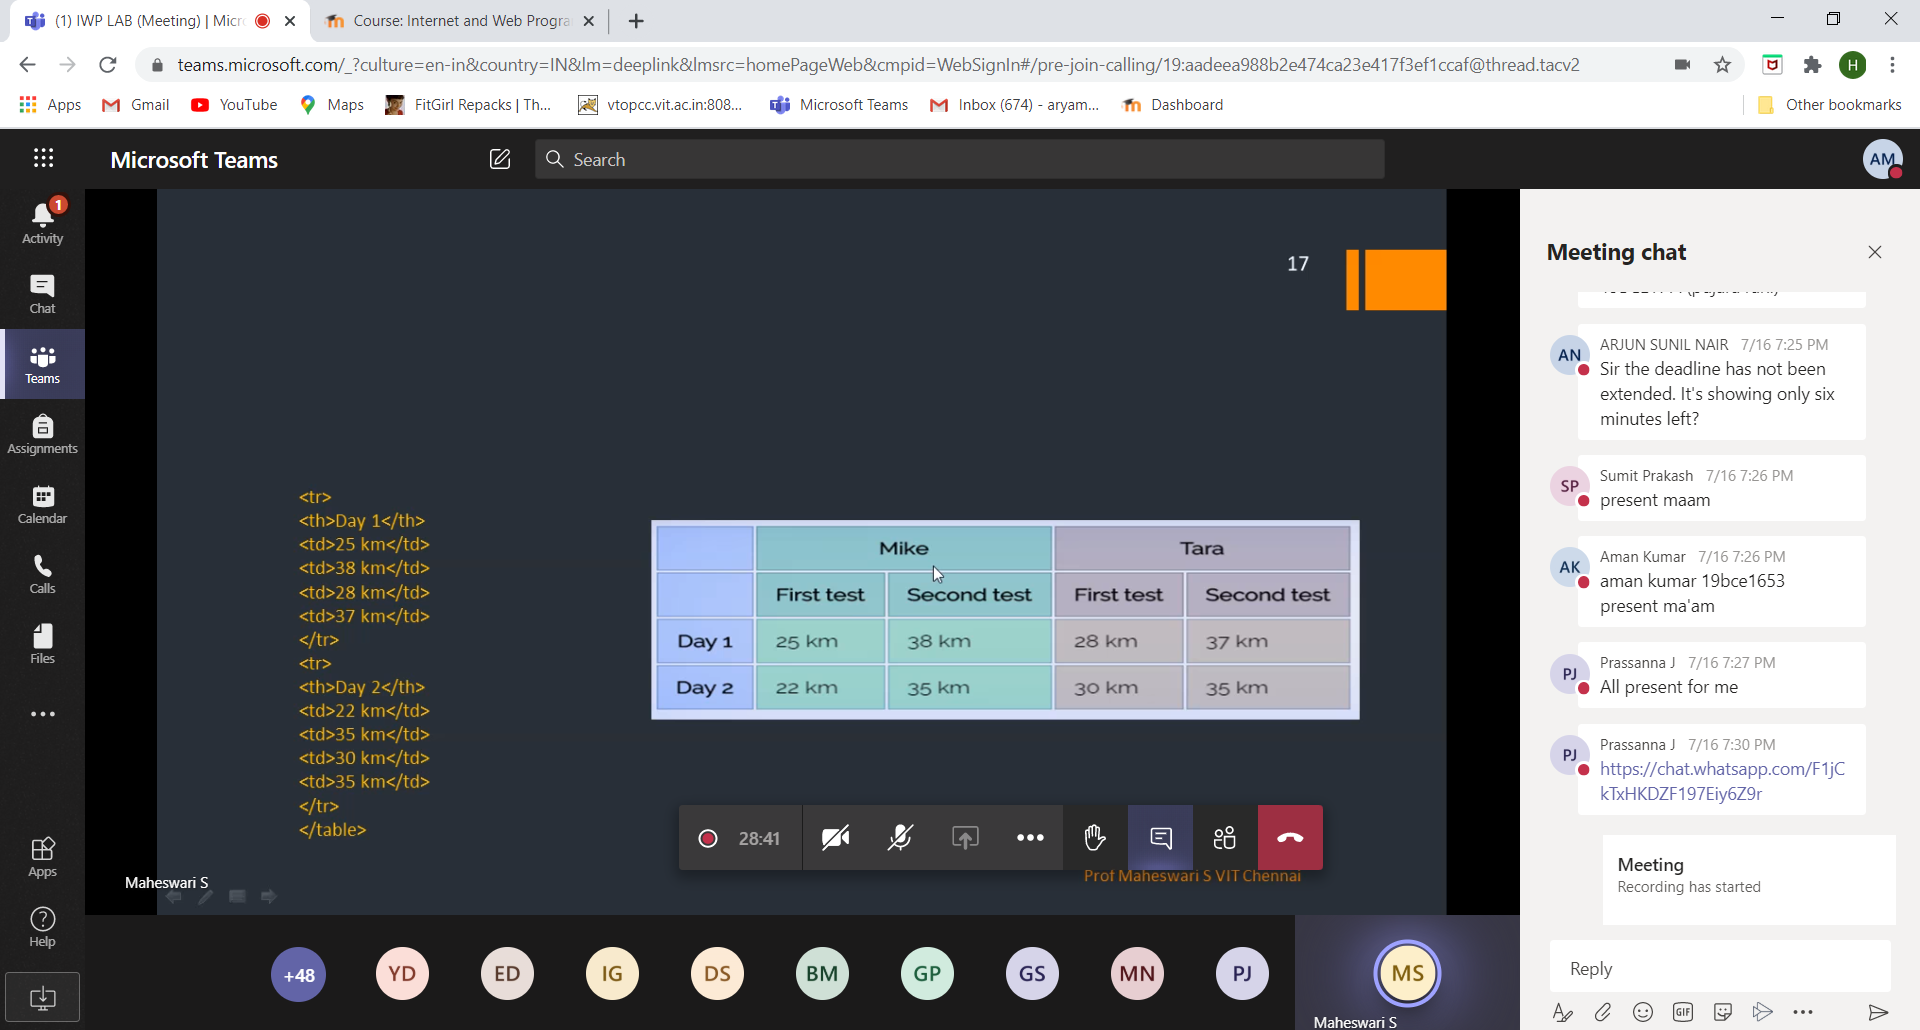 (1) IWP LAB (Meeting) | Micr
Course: Internet and Web Progra
teams.microsoft.com/_?culture=en-in&country=IN&lm=deeplink&lmsrc=homePageWeb&cmpid=WebSignIn#/pre-join-calling/19:aadeea988b2e474ca23e417f3ef1ccaf@thread.tacv2
H
Apps
Gmail
YouTube
Maps
FitGirl Repacks | Th...
vtopcc.vit.ac.in:808...
Microsoft Teams
Inbox (674) - aryam...
Dashboard
Other bookmarks
Microsoft Teams
Search
AM
1
Activity
Chat
Teams
Assignments
Calendar
Calls
Files
Apps
Help
17
<tr>
<th>Day 1</th>
<td>25 km</td>
<td>38 km</td>
<td>28 km</td>
<td>37 km</td>
</tr>
<tr>
<th>Day 2</th>
<td>22 km</td>
<td>35 km</td>
<td>30 km</td>
<td>35 km</td>
</tr>
</table>
Mike Tara
First test Second test First test Second test
Day 1 25 km 38 km 28 km 37 km
Day 2 22 km 35 km 30 km 35 km
28:41
Prof Maheswari S VIT Chennai
Maheswari S
+48
YD
ED
IG
DS
BM
GP
GS
MN
PJ
MS
Maheswari S
Meeting chat
AN
ARJUN SUNIL NAIR 7/16 7:25 PM
Sir the deadline has not been
extended. It's showing only six
minutes left?
SP
Sumit Prakash 7/16 7:26 PM
present maam
AK
Aman Kumar 7/16 7:26 PM
aman kumar 19bce1653
present ma'am
PJ
Prassanna J 7/16 7:27 PM
All present for me
PJ
Prassanna J 7/16 7:30 PM
https://chat.whatsapp.com/F1jC
kTxHKDZF197Eiy6Z9r
Meeting
Recording has started
Reply
GIF